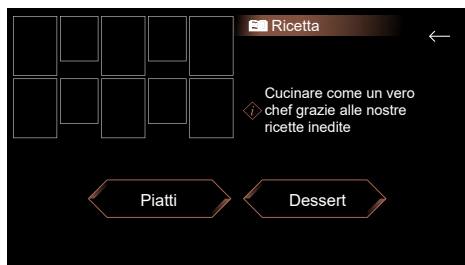 Ricetta
Cucinare come un vero
chef grazie alle nostre
ricette inedite
Piatti
Dessert